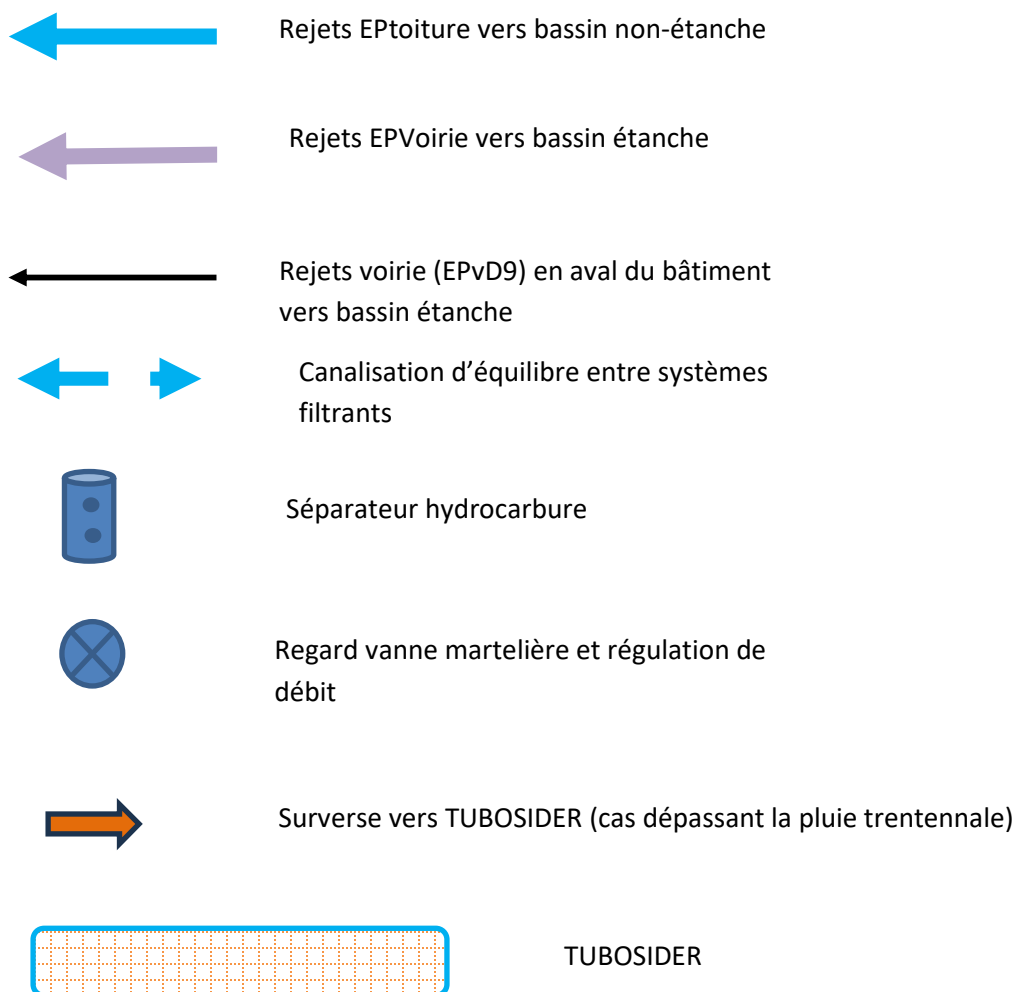 Rejets EPtoiture vers bassin non-étanche
Rejets EPVoirie vers bassin étanche
Rejets voirie (EPvD9) en aval du bâtiment
vers bassin étanche
Canalisation d’équilibre entre systèmes
filtrants
Séparateur hydrocarbure
Regard vanne martelière et régulation de
débit
Surverse vers TUBOSIDER (cas dépassant la pluie trentennale)
TUBOSIDER